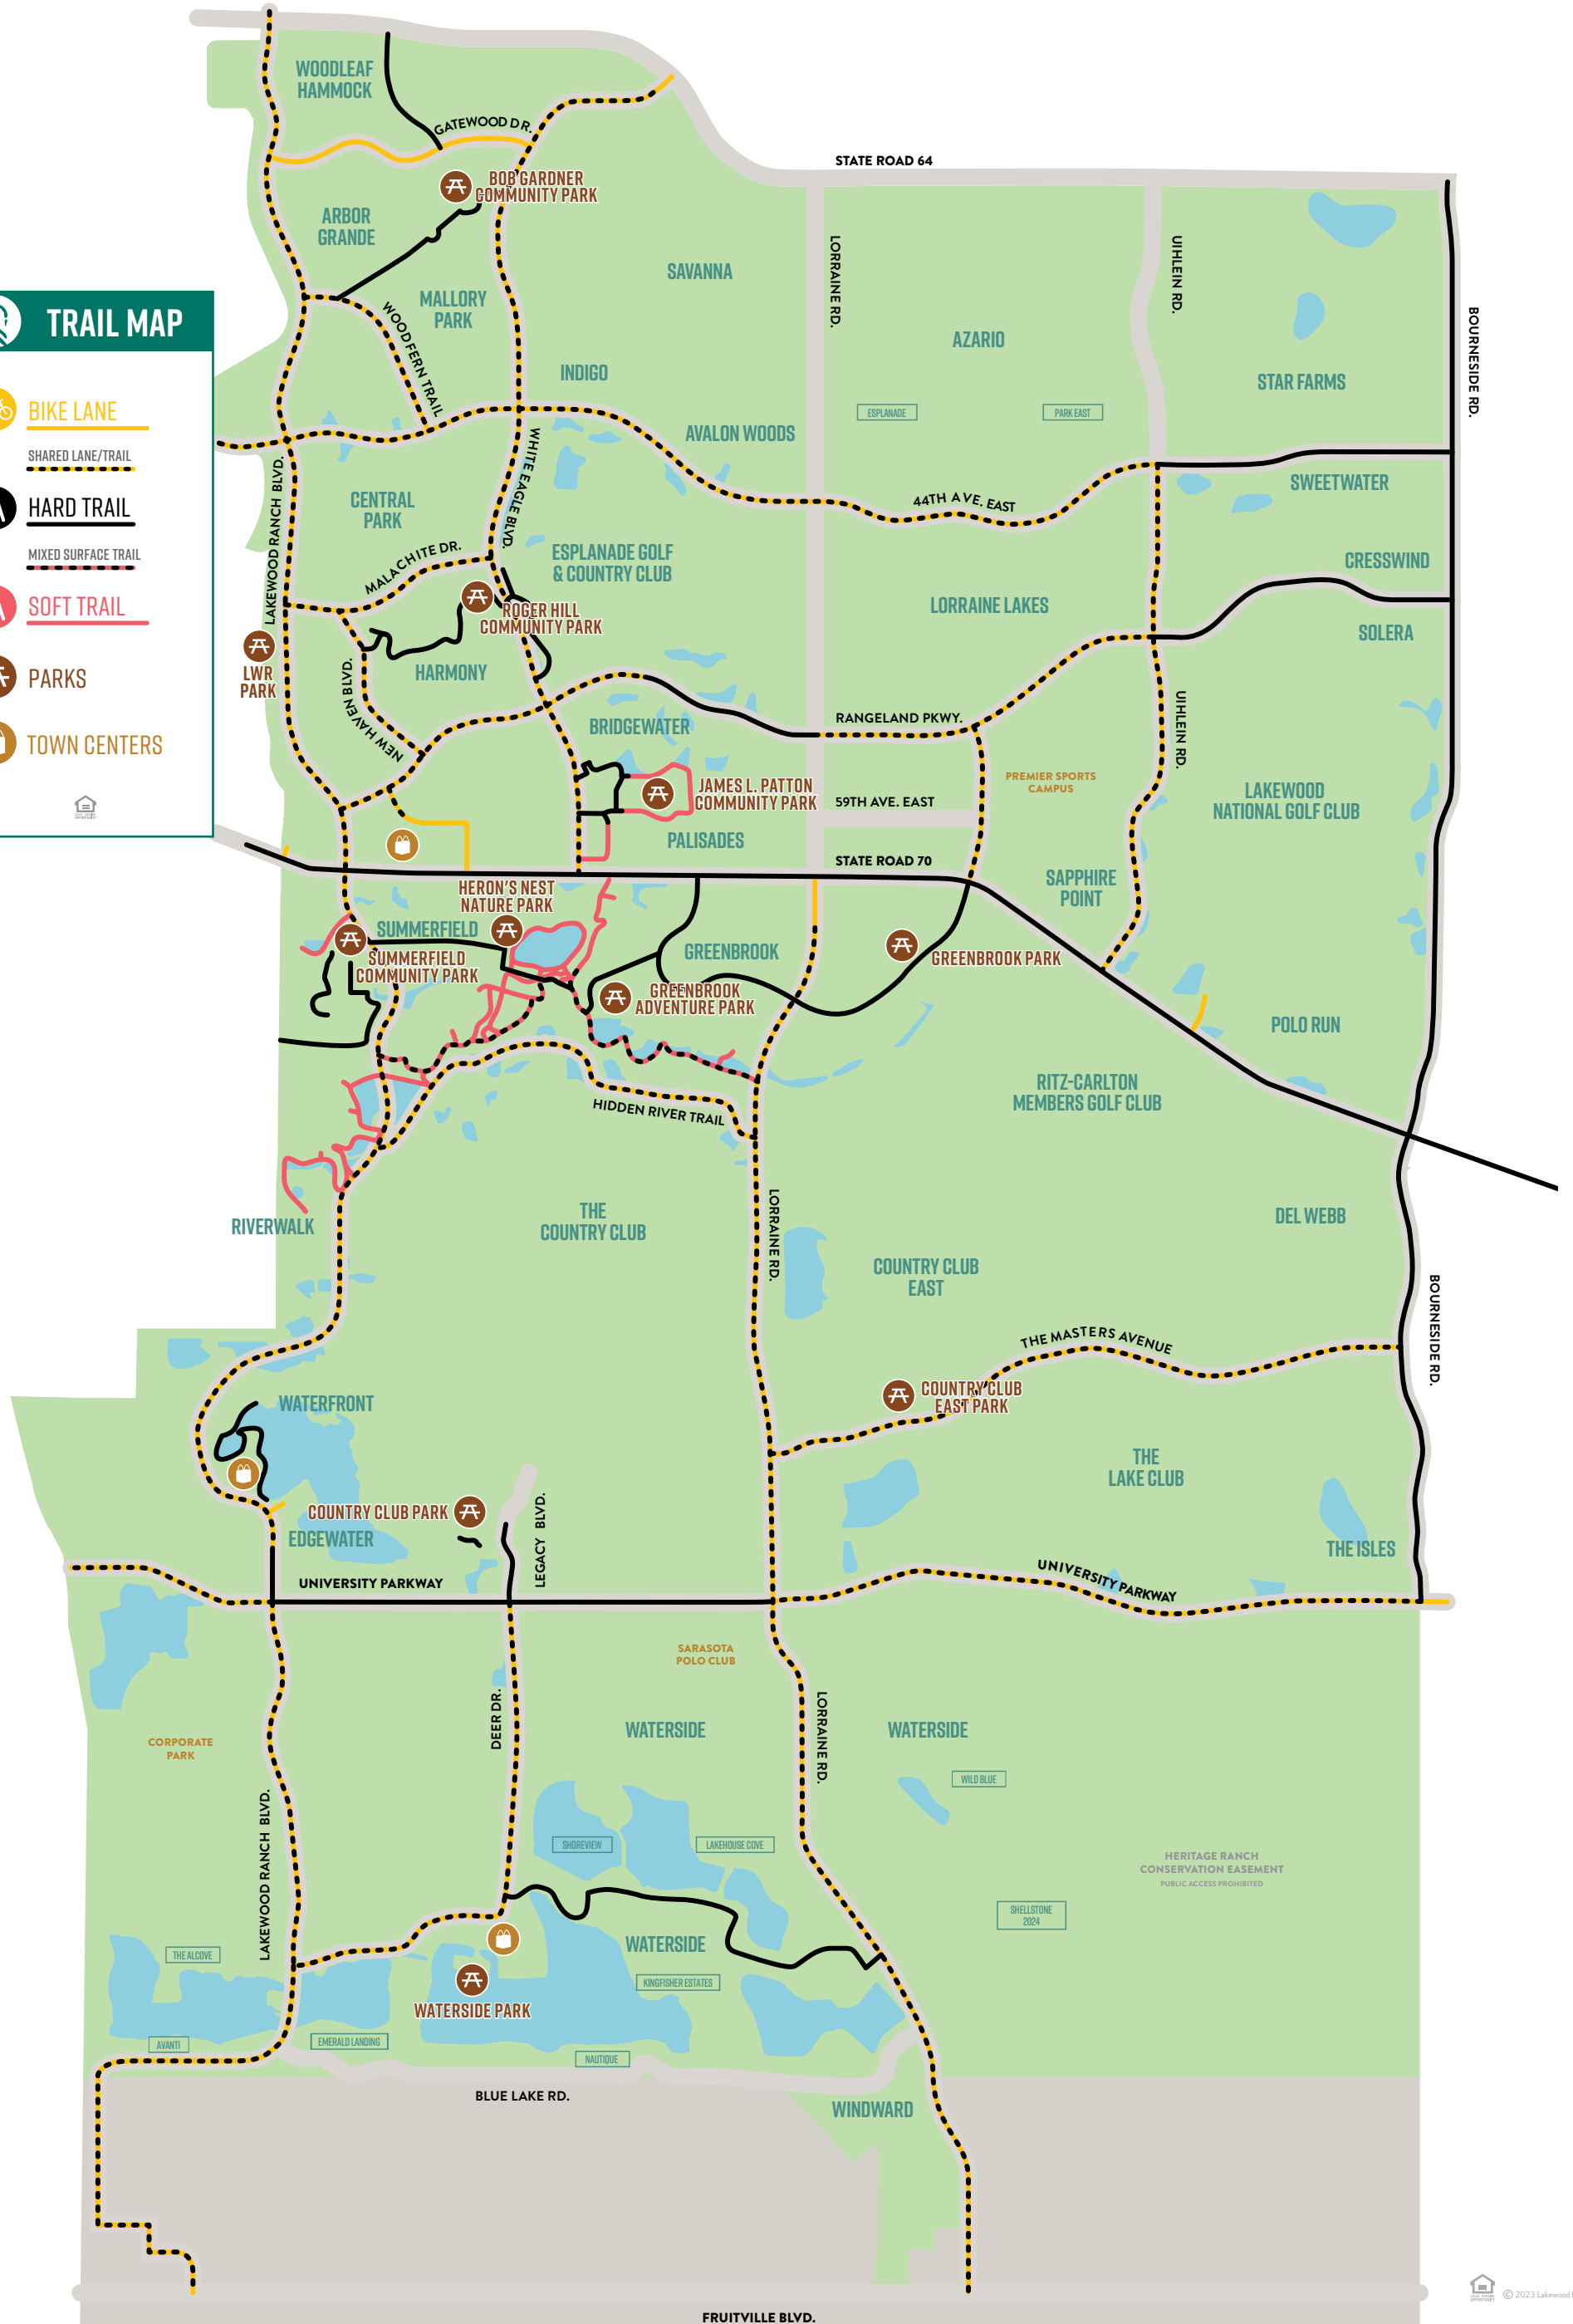 WOODLEAF
HAMMOCK
GATEWOOD DR.
STATE ROAD 64
BOB GARDNER
COMMUNITY PARK
ARBOR
GRANDE
SAVANNA
LORRAINE RD.
UIHLEIN RD.
MALLORY
PARK
WOODFERN TRAIL
BOURNESIDE RD.
TRAIL MAP
AZARIO
INDIGO
STAR FARMS
BIKE LANE
ESPLANADE
PARK EAST
AVALON WOODS
SHARED LANE/TRAIL
LAKEWOOD RANCH BLVD.
WHITE EAGLE BLVD.
HARD TRAIL
CENTRAL
PARK
44TH AVE. EAST
SWEETWATER
MIXED SURFACE TRAIL
MALACHITE DR.
ESPLANADE GOLF
& COUNTRY CLUB
CRESSWIND
SOFT TRAIL
ROGER HILL
COMMUNITY PARK
LORRAINE LAKES
SOLERA
LWR
PARK
PARKS
HARMONY
NEW HAVEN BLVD.
BRIDGEWATER
RANGELAND PKWY.
UIHLEIN RD.
TOWN CENTERS
JAMES L. PATTON
COMMUNITY PARK
PREMIER SPORTS
CAMPUS
LAKEWOOD
NATIONAL GOLF CLUB
59TH AVE. EAST
PALISADES
STATE ROAD 70
HERON'S NEST
NATURE PARK
SAPPHIRE
POINT
SUMMERFIELD
SUMMERFIELD
COMMUNITY PARK
GREENBROOK
GREENBROOK PARK
GREENBROOK
ADVENTURE PARK
POLO RUN
RITZ-CARLTON
MEMBERS GOLF CLUB
HIDDEN RIVER TRAIL
RIVERWALK
THE
COUNTRY CLUB
LORRAINE RD.
DEL WEBB
COUNTRY CLUB
EAST
BOURNESIDE RD.
THE MASTERS AVENUE
COUNTRY CLUB
EAST PARK
WATERFRONT
THE
LAKE CLUB
COUNTRY CLUB PARK
LEGACY BLVD.
EDGEWATER
THE ISLES
UNIVERSITY PARKWAY
UNIVERSITY PARKWAY
SARASOTA
POLO CLUB
DEER DR.
LORRAINE RD.
WATERSIDE
WATERSIDE
CORPORATE
PARK
WILD BLUE
LAKEWOOD RANCH BLVD.
SHOREVIEW
LAKEHOUSE COVE
HERITAGE RANCH
CONSERVATION EASEMENT
PUBLIC ACCESS PROHIBITED
SHELLSTONE
2024
WATERSIDE
THE ALCOVE
KINGFISHER ESTATES
WATERSIDE PARK
AVANTI
EMERALD LANDING
NAUTIQUE
BLUE LAKE RD.
WINDWARD
© 2023 Lakewood
FRUITVILLE BLVD.